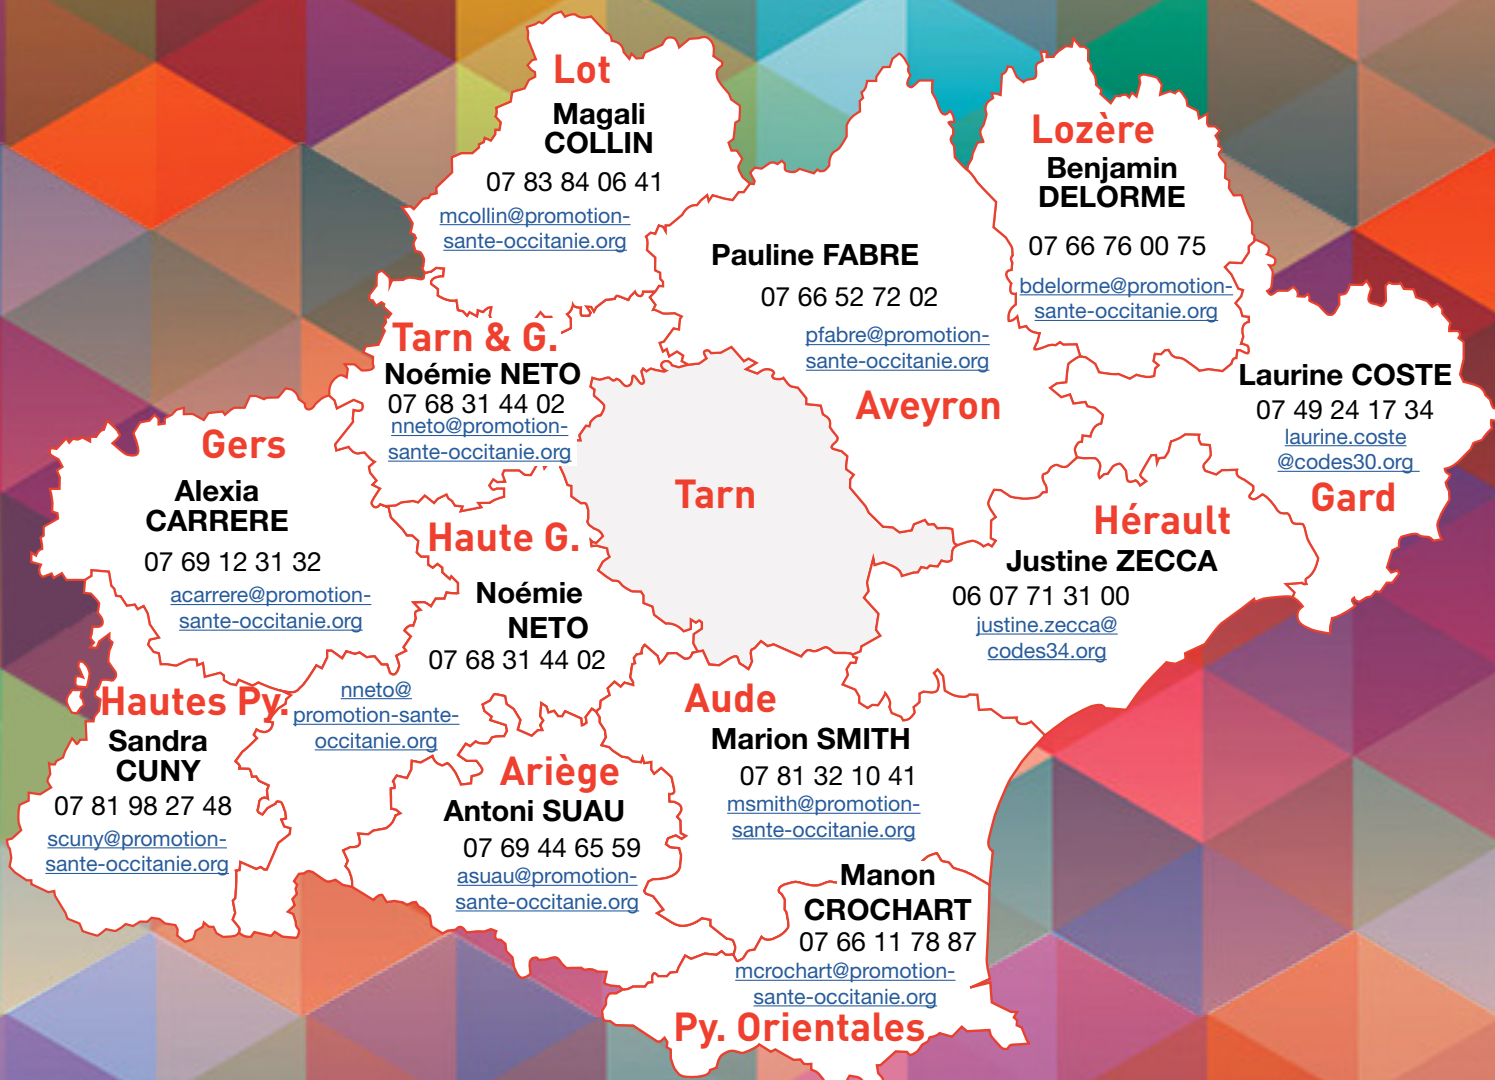 Lot
Magali
COLLIN
07 83 84 06 41
mcollin@promotion-
sante-occitanie.org
Lozère
Benjamin
DELORME
07 66 76 00 75
bdelorme@promotion-
sante-occitanie.org
Pauline FABRE
07 66 52 72 02
pfabre@promotion-
sante-occitanie.org
Aveyron
Tarn & G.
Noémie NETO
07 68 31 44 02
nneto@promotion-
sante-occitanie.org
Laurine COSTE
07 49 24 17 34
laurine.coste
@codes30.org
Gard
Gers
Alexia
CARRERE
07 69 12 31 32
acarrere@promotion-
sante-occitanie.org
Tarn
Haute G.
Noémie
NETO
07 68 31 44 02
nneto@
promotion-sante-
occitanie.org
Hérault
Justine ZECCA
06 07 71 31 00
justine.zecca@
codes34.org
Hautes Py.
Sandra
CUNY
07 81 98 27 48
scuny@promotion-
sante-occitanie.org
Ariège
Antoni SUAU
07 69 44 65 59
asuau@promotion-
sante-occitanie.org
Aude
Marion SMITH
07 81 32 10 41
msmith@promotion-
sante-occitanie.org
Manon
CROCHART
07 66 11 78 87
mcrochart@promotion-
sante-occitanie.org
Py. Orientales